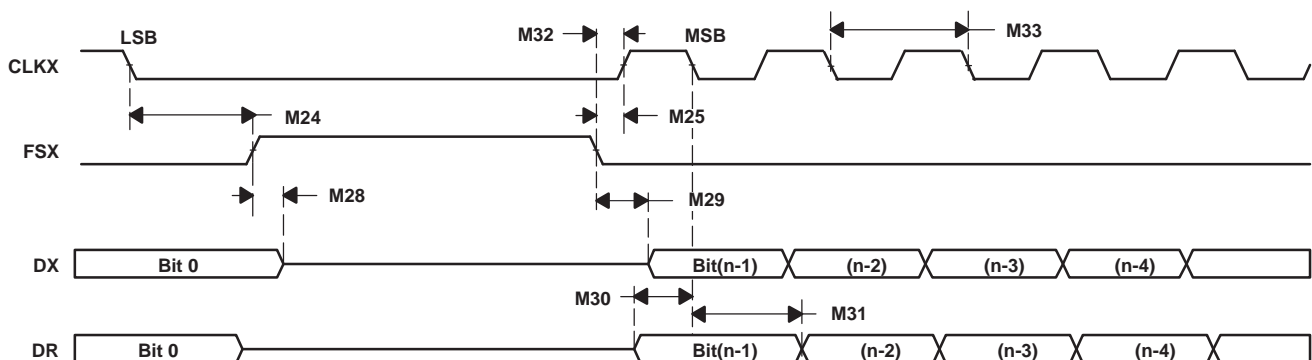 LSB
M32
MSB
M33
CLKX
M24
M25
FSX
M28
M29
DX
Bit 0
Bit(n-1)
(n-2)
(n-3)
(n-4)
M30
M31
DR
Bit 0
Bit(n-1)
(n-2)
(n-3)
(n-4)